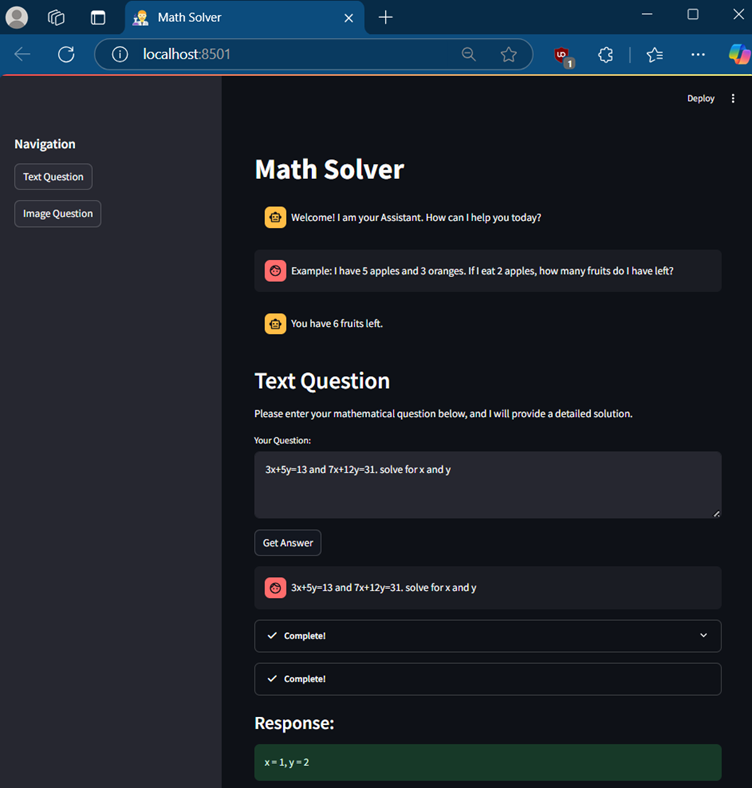 Math Solver
localhost:8501
UD
1
Deploy
Navigation
Text Question
Image Question
Math Solver
Welcome! I am your Assistant. How can I help you today?
Example: I have 5 apples and 3 oranges. If I eat 2 apples, how many fruits do I have left?
You have 6 fruits left.
Text Question
Please enter your mathematical question below, and I will provide a detailed solution.
Your Question:
3x+5y=13 and 7x+12y=31. solve for x and y
Get Answer
3x+5y=13 and 7x+12y=31. solve for x and y
Complete!
Complete!
Response:
x = 1, y = 2